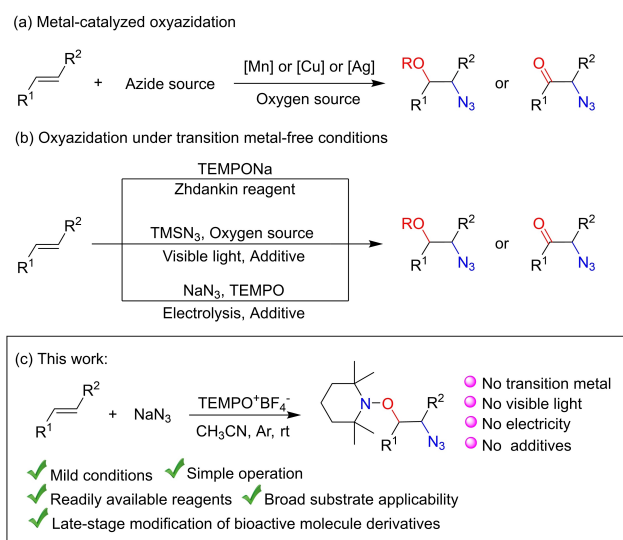 (a) Metal-catalyzed oxyazidation
R¹ R² + Azide source [Mn] or [Cu] or [Ag] Oxygen source RO R¹ R² N₃ or O R¹ R² N₃
(b) Oxyazidation under transition metal-free conditions
TEMPONa
Zhdankin reagent
R¹ R² TMSN₃, Oxygen source RO R¹ R² N₃ or O R¹ R² N₃
Visible light, Additive
NaN₃, TEMPO
Electrolysis, Additive
(c) This work:
R¹ R² + NaN₃ TEMPO⁺BF₄⁻ N O R¹ R² N₃
CH₃CN, Ar, rt
No transition metal
No visible light
No electricity
No additives
Mild conditions Simple operation
Readily available reagents Broad substrate applicability
Late-stage modification of bioactive molecule derivatives